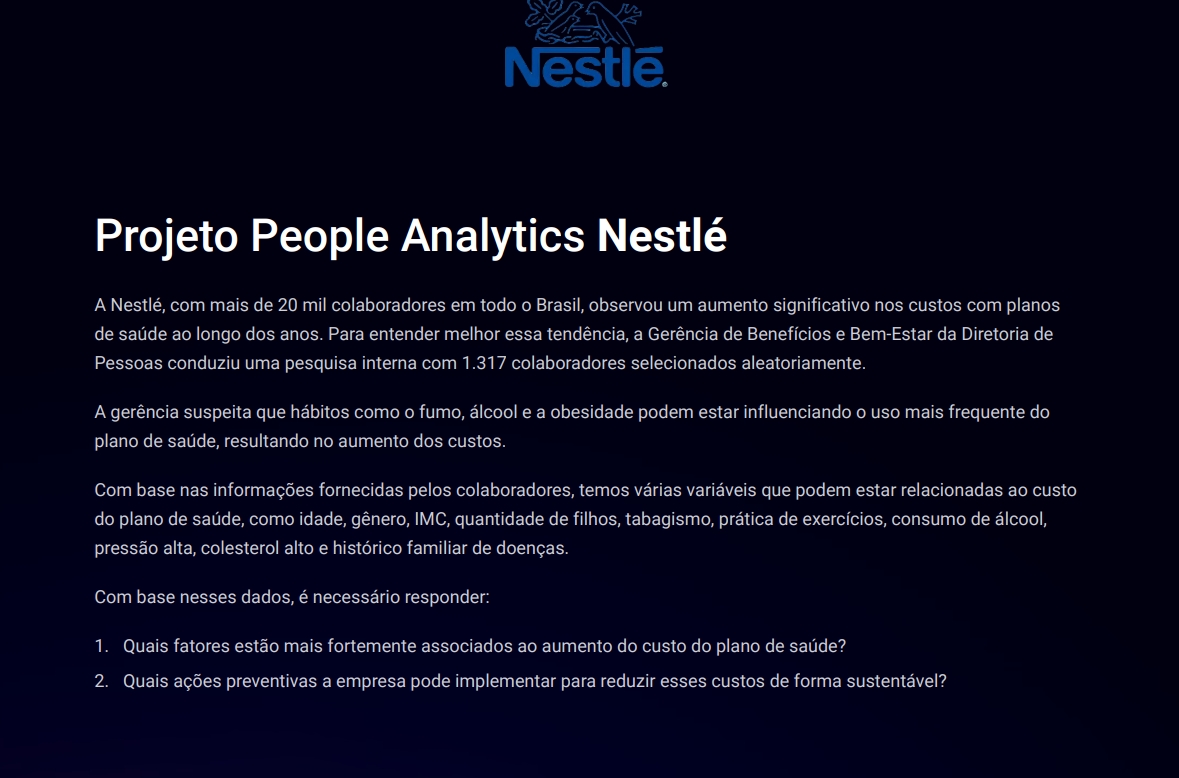 Nestlé
Projeto People Analytics Nestlé
A Nestlé, com mais de 20 mil colaboradores em todo o Brasil, observou um aumento significativo nos custos com planos
de saúde ao longo dos anos. Para entender melhor essa tendência, a Gerência de Benefícios e Bem-Estar da Diretoria de
Pessoas conduziu uma pesquisa interna com 1.317 colaboradores selecionados aleatoriamente.
A gerência suspeita que hábitos como o fumo, álcool e a obesidade podem estar influenciando o uso mais frequente do
plano de saúde, resultando no aumento dos custos.
Com base nas informações fornecidas pelos colaboradores, temos várias variáveis que podem estar relacionadas ao custo
do plano de saúde, como idade, gênero, IMC, quantidade de filhos, tabagismo, prática de exercícios, consumo de álcool,
pressão alta, colesterol alto e histórico familiar de doenças.
Com base nesses dados, é necessário responder:
1. Quais fatores estão mais fortemente associados ao aumento do custo do plano de saúde?
2. Quais ações preventivas a empresa pode implementar para reduzir esses custos de forma sustentável?